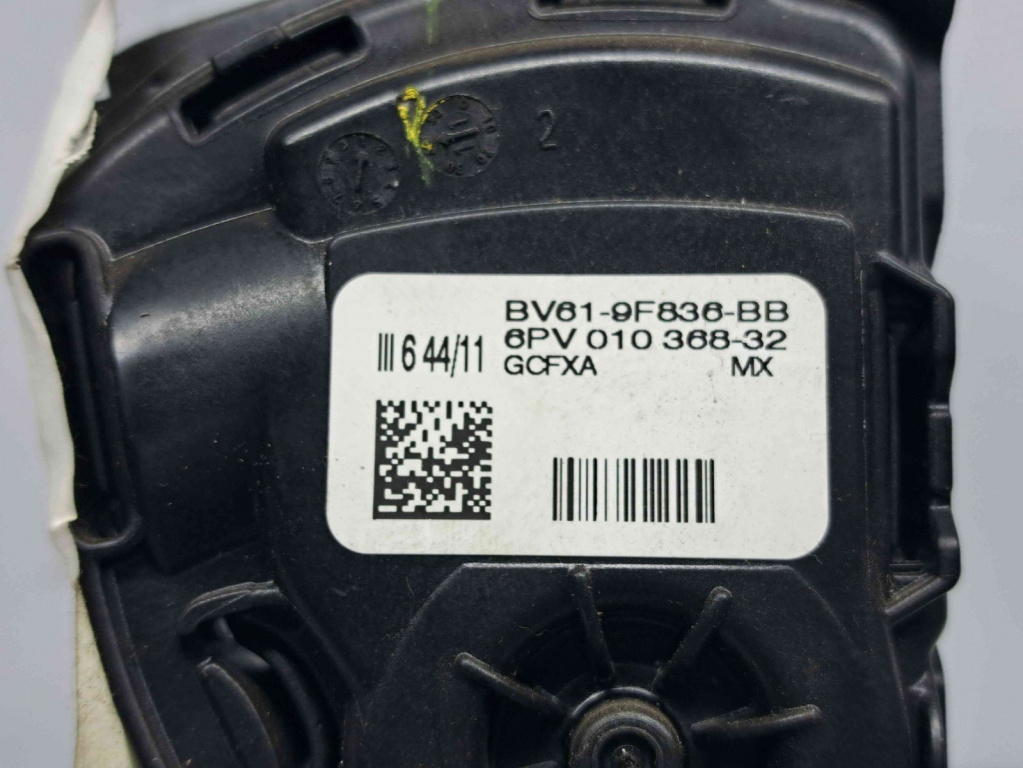 2
BV61-9F836-BB
6PV 010 368-32
III 6 44/11
GCFXA MX